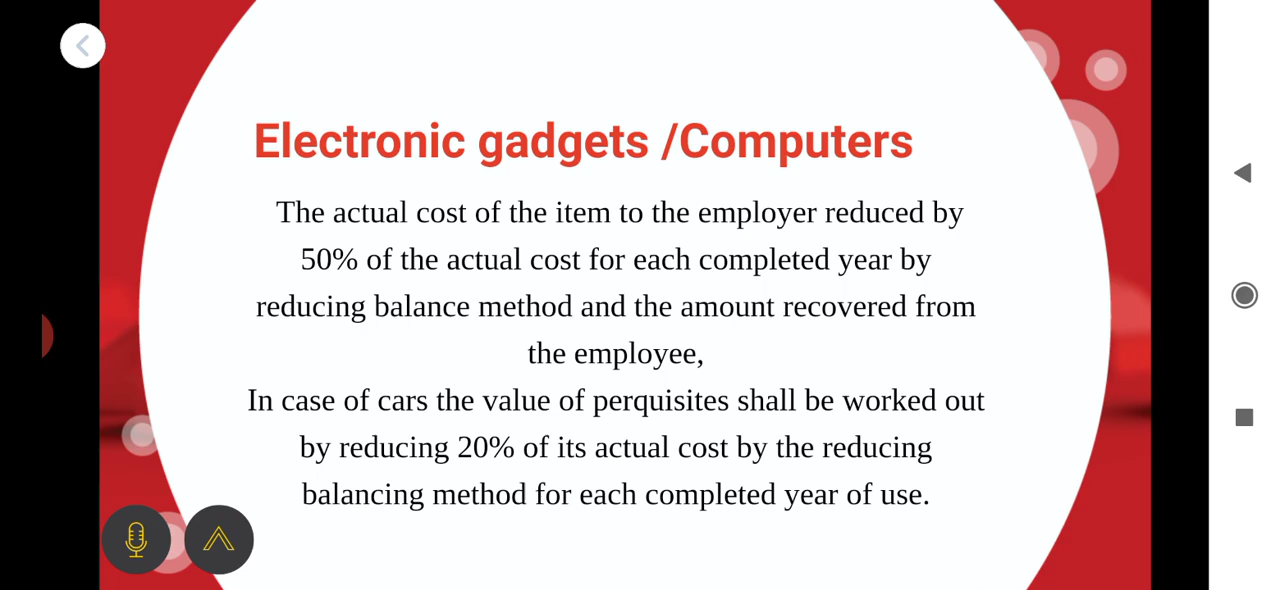 Electronic gadgets /Computers
The actual cost of the item to the employer reduced by
50% of the actual cost for each completed year by
reducing balance method and the amount recovered from
the employee,
In case of cars the value of perquisites shall be worked out
by reducing 20% of its actual cost by the reducing
balancing method for each completed year of use.